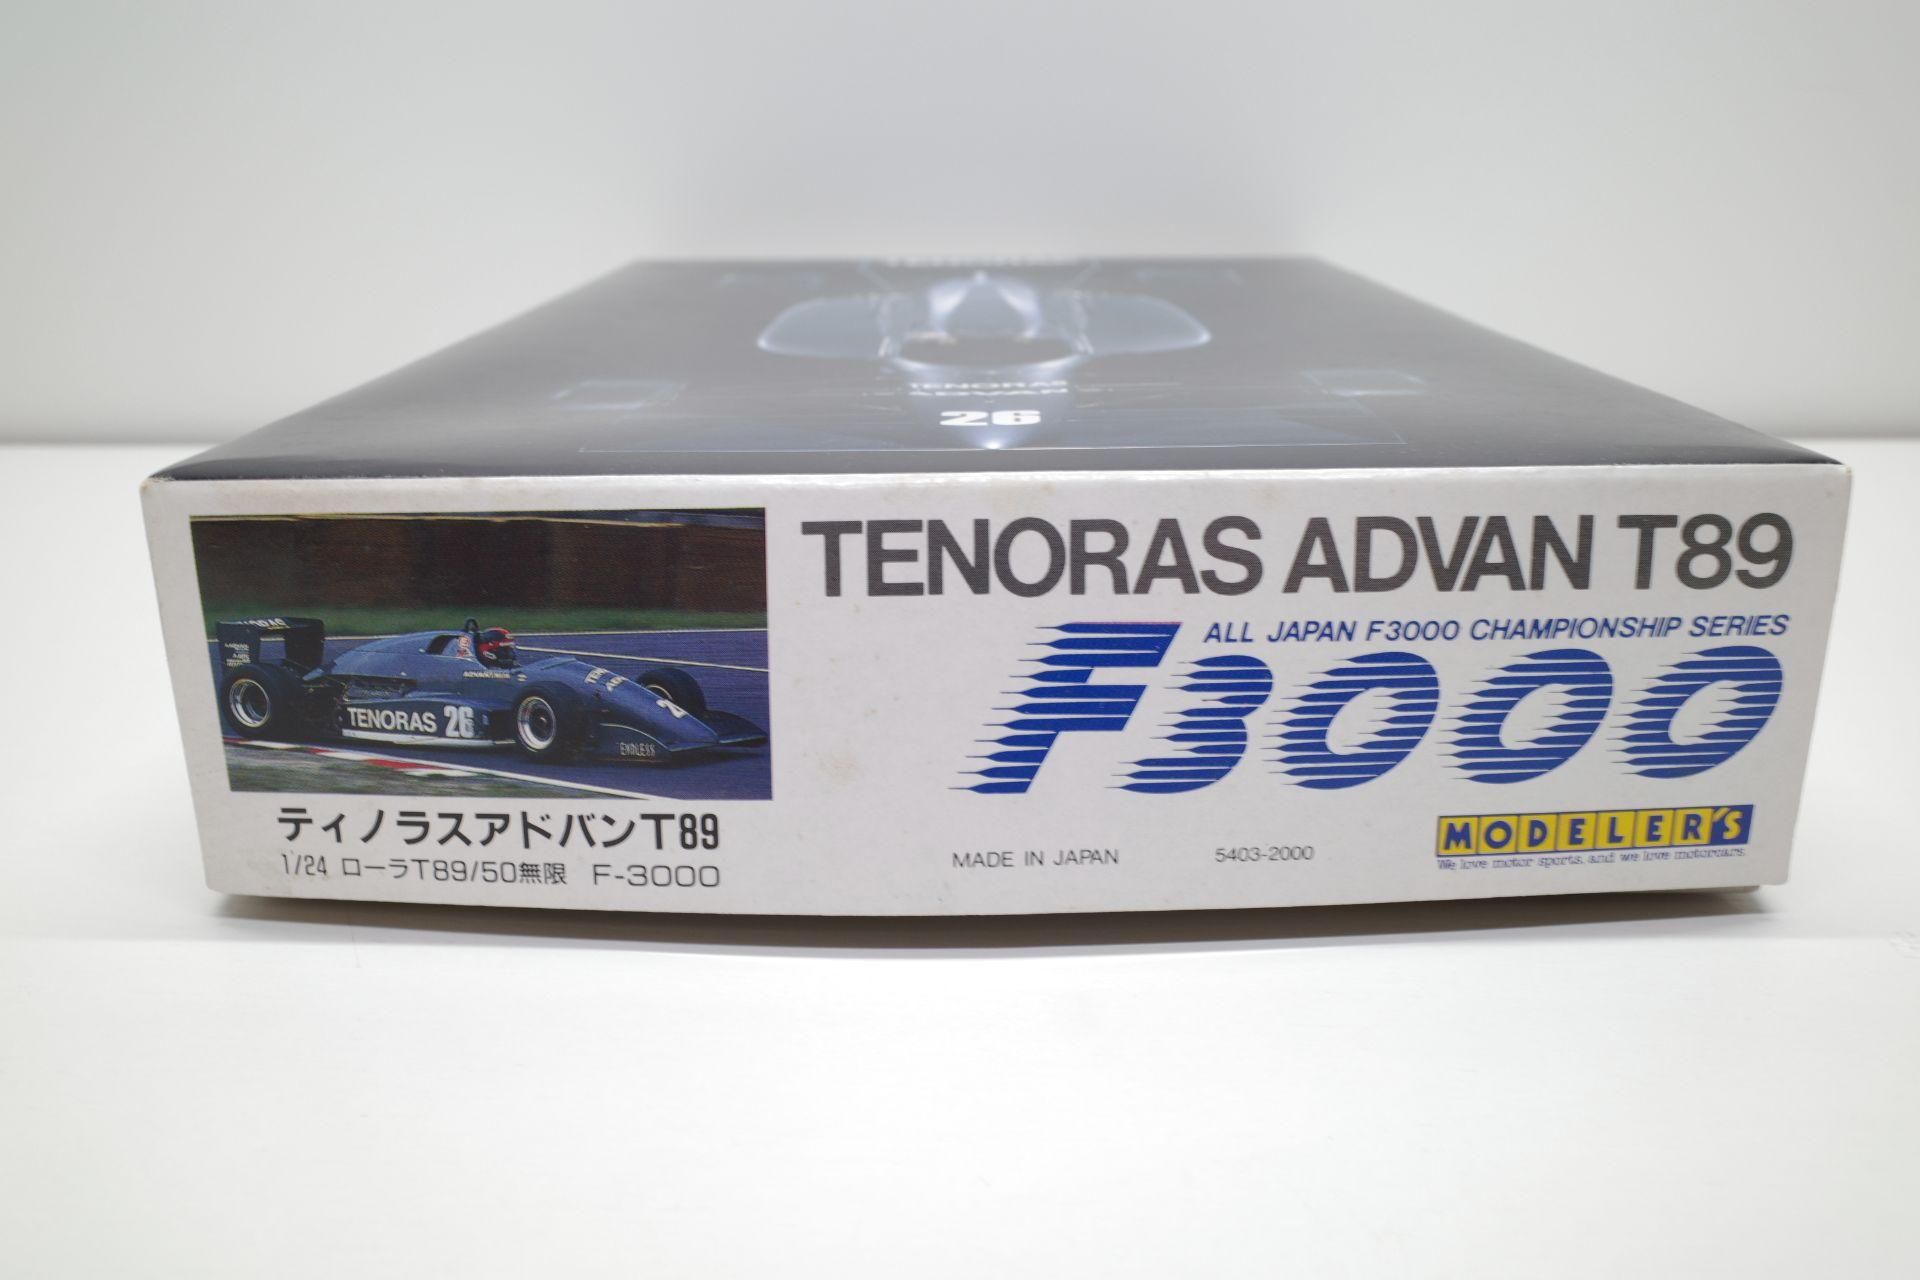 TENORAS
ADVAN
26
TENORAS ADVAN T89
ALL JAPAN F3000 CHAMPIONSHIP SERIES
F3000
TENORAS 26
ENDLESS
ティノラスアドバンT89
1/24 ローラT89/50無限 F-3000
MADE IN JAPAN 5403-2000
MODELER'S
We love motor sports, and we love motorcars.